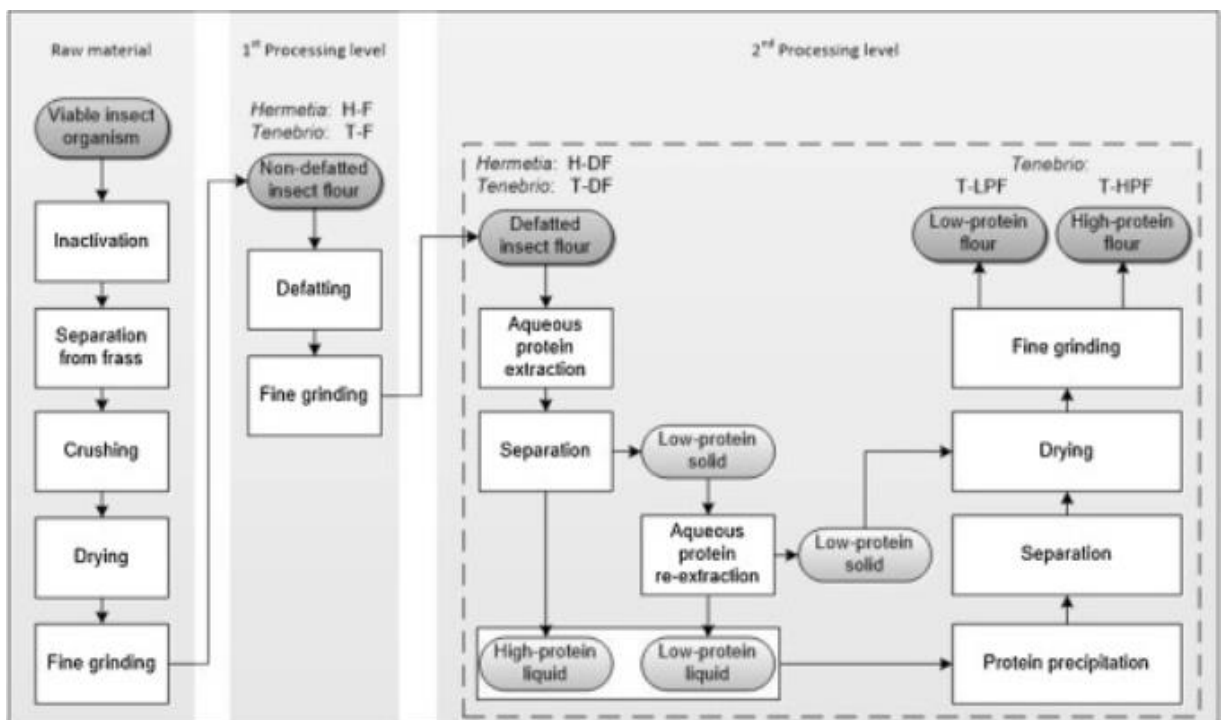 Raw material
Viable insect
organism
Inactivation
Separation
from frass
Crushing
Drying
Fine grinding
1st Processing level
Hermetia: H-F
Tenebrio: T-F
Non-defatted
insect flour
Defatting
Fine grinding
2nd Processing level
Hermetia: H-DF
Tenebrio: T-DF
Defatted
insect flour
Aqueous
protein
extraction
Separation
Low-protein
solid
Aqueous
protein
re-extraction
Low-protein
solid
High-protein
liquid
Low-protein
liquid
Tenebrio:
T-LPF
T-HPF
Low-protein
flour
High-protein
flour
Fine grinding
Drying
Separation
Protein precipitation